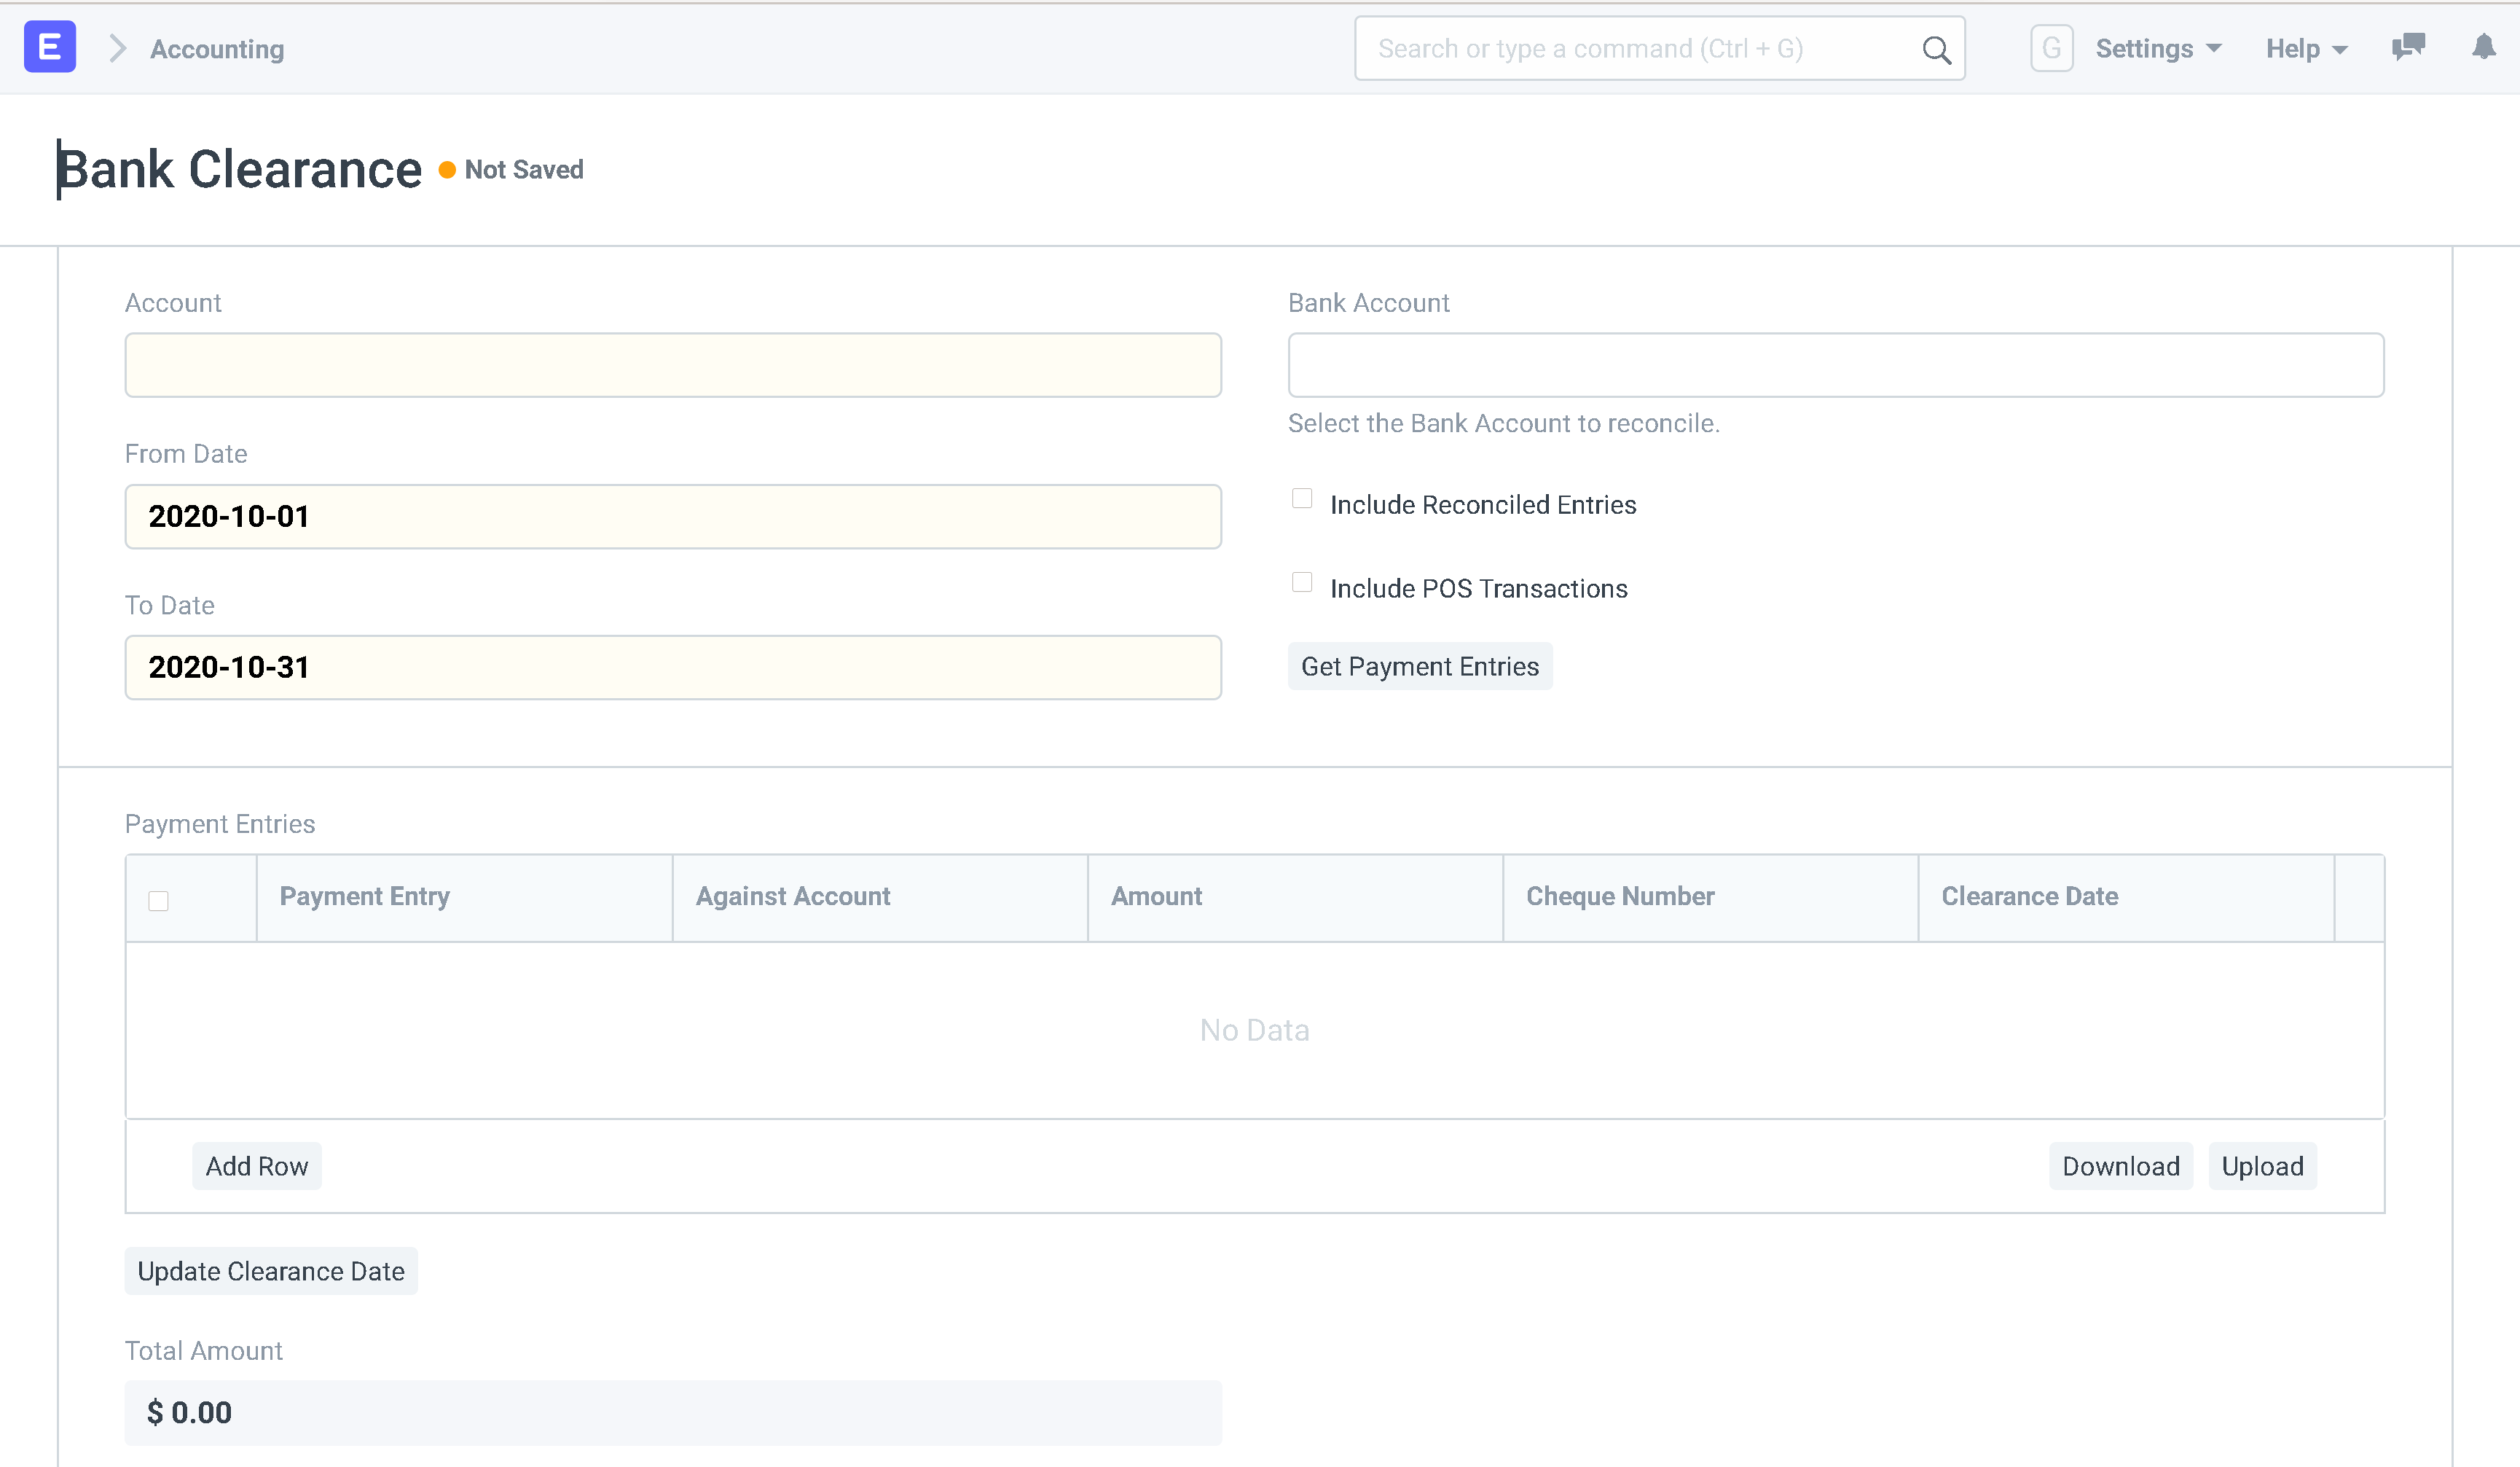 E
Accounting
Search or type a command (Ctrl + G)
G
Settings
Help
Bank Clearance
Not Saved
Account
Bank Account
Select the Bank Account to reconcile.
From Date
2020-10-01
Include Reconciled Entries
Include POS Transactions
To Date
2020-10-31
Get Payment Entries
Payment Entries
Payment Entry
Against Account
Amount
Cheque Number
Clearance Date
No Data
Add Row
Download
Upload
Update Clearance Date
Total Amount
$ 0.00